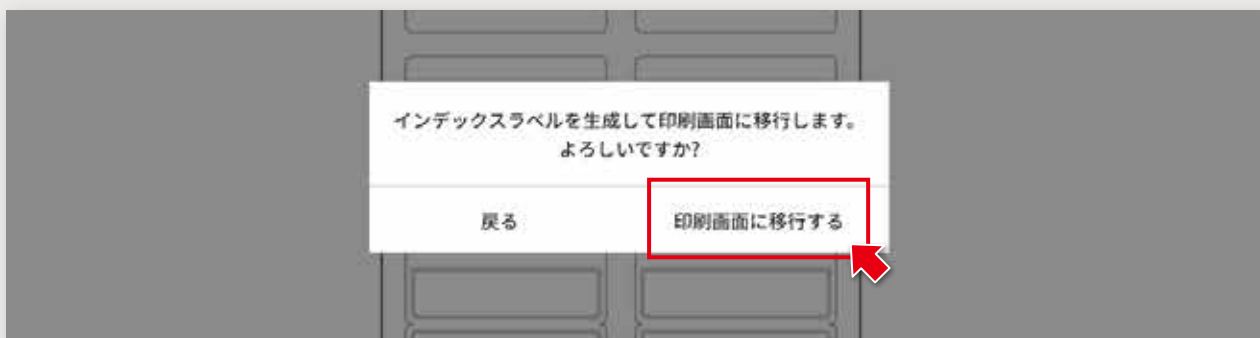 インデックスラベルを生成して印刷画面に移行します。
よろしいですか?
戻る
印刷画面に移行する